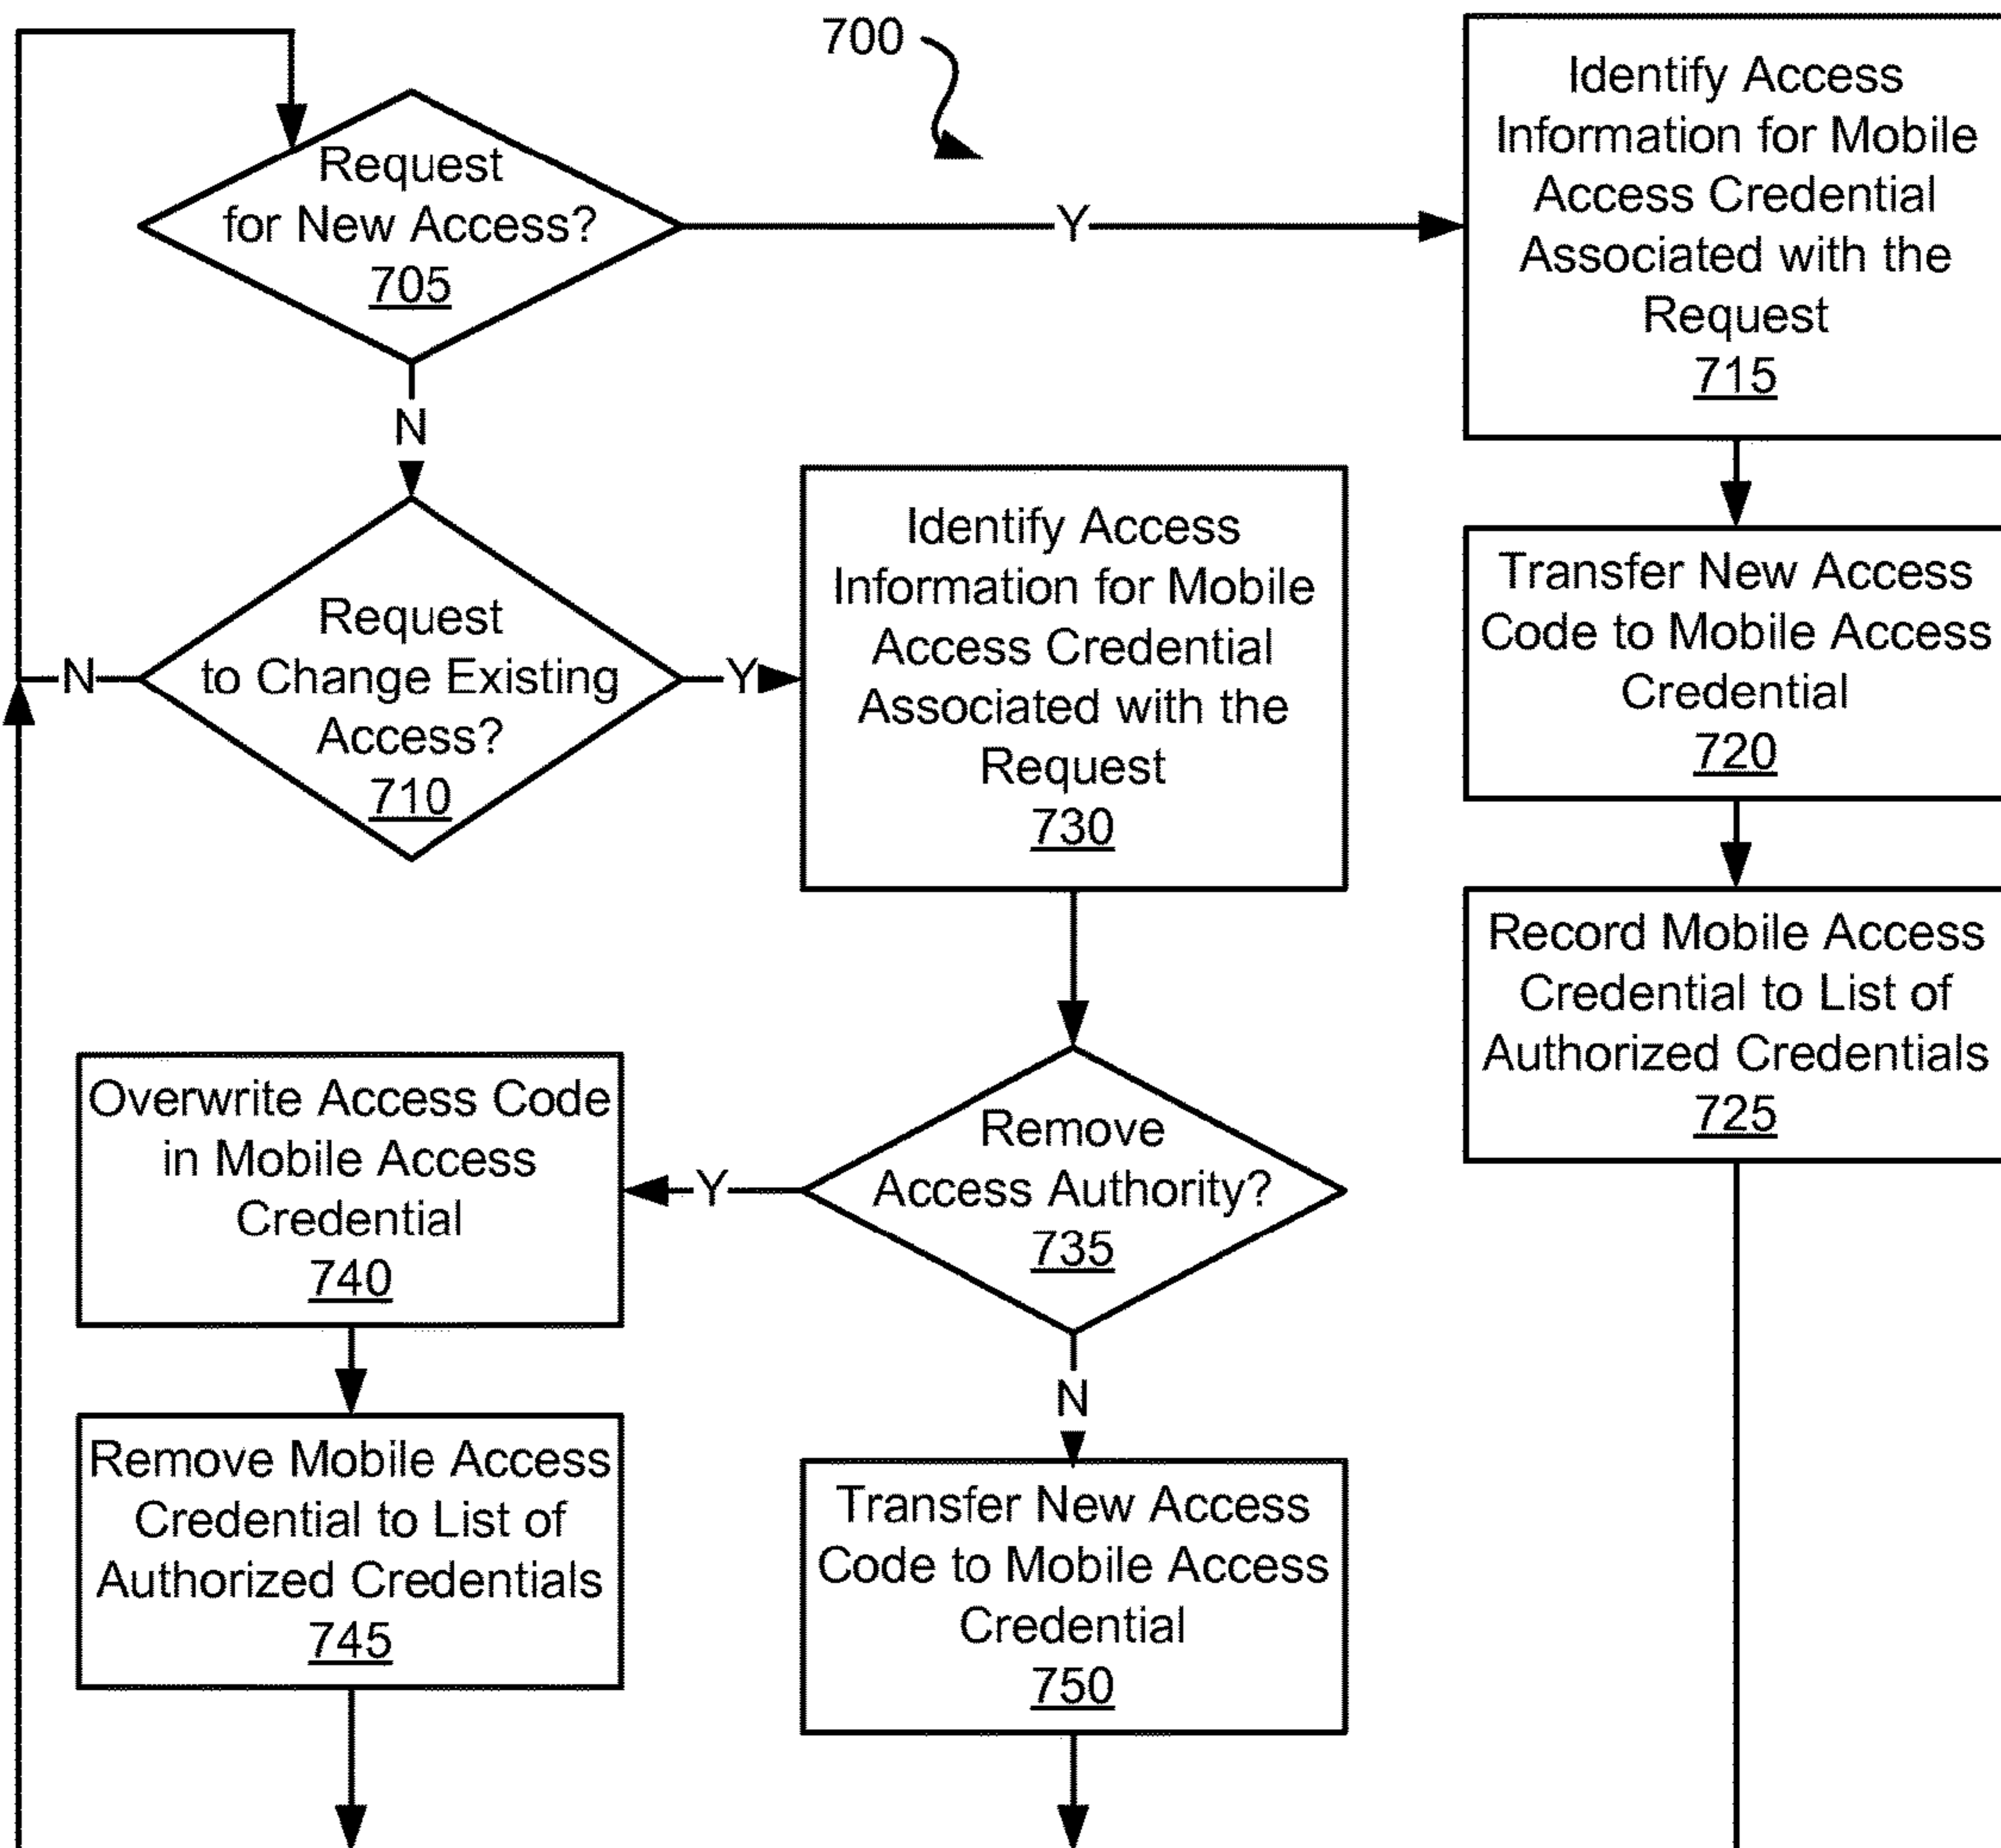 700
Request
for New Access?
705
Y
Identify Access
Information for Mobile
Access Credential
Associated with the
Request
715
N
Request
to Change Existing
Access?
710
N
Y
Identify Access
Information for Mobile
Access Credential
Associated with the
Request
730
Transfer New Access
Code to Mobile Access
Credential
720
Record Mobile Access
Credential to List of
Authorized Credentials
725
Remove
Access Authority?
735
Y
Overwrite Access Code
in Mobile Access
Credential
740
N
Remove Mobile Access
Credential to List of
Authorized Credentials
745
Transfer New Access
Code to Mobile Access
Credential
750